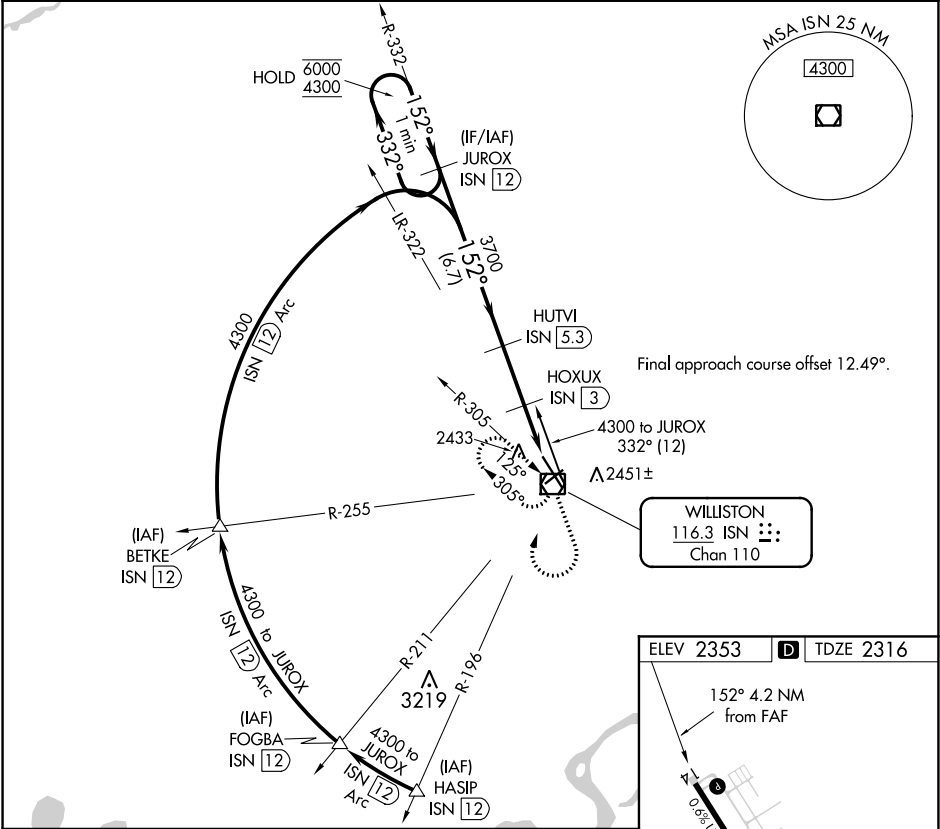 MSA ISN 25 NM
4300
R-332
HOLD 6000
4300
152°
1 min
332°
(IF/IAF)
JUROX
ISN 12
LR-322
3700
152°
(6.7)
4300
ISN 12 Arc
HUTVI
ISN 5.3
Final approach course offset 12.49°.
HOXUX
ISN 3
4300 to JUROX
332° (12)
R-305
2433
125°
305°
2451±
WILLISTON
116.3 ISN
Chan 110
R-255
(IAF)
BETKE
ISN 12
4300 to JUROX
ISN 12 Arc
R-211
R-196
3219
(IAF)
FOGBA
ISN 12
4300 to
JUROX
ISN 12
Arc
(IAF)
HASIP
ISN 12
ELEV 2353 D TDZE 2316
152° 4.2 NM
from FAF
14
P
0.6%